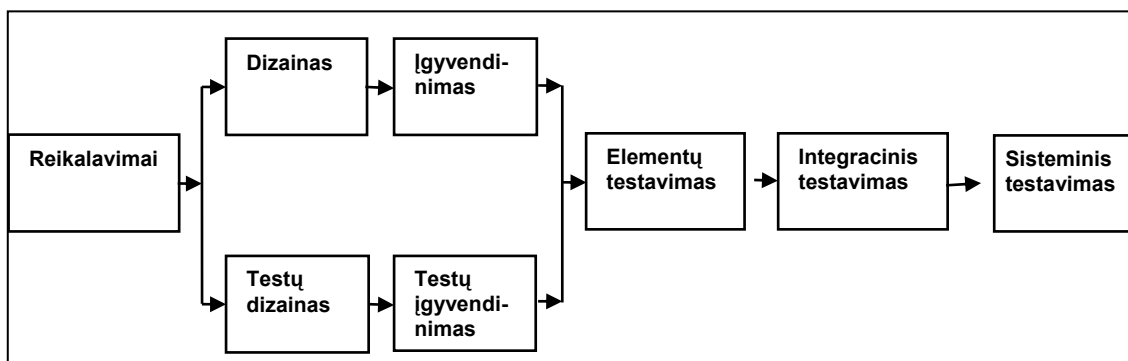 Reikalavimai
Dizainas
Įgyvendi-
nimas
Testų
dizainas
Testų
įgyvendi-
nimas
Elementų
testavimas
Integracinis
testavimas
Sisteminis
testavimas